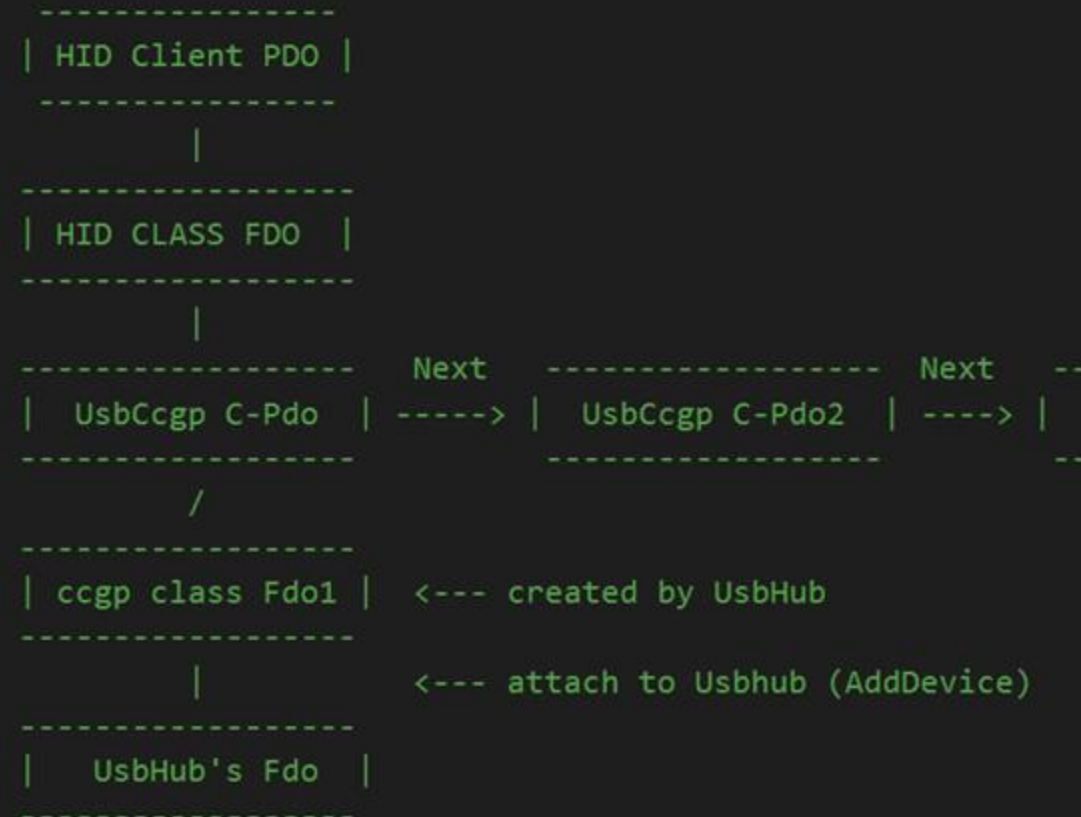 ----------------
| HID Client PDO |
----------------
|
------------------
| HID CLASS FDO  |
------------------
|
------------------   Next   ------------------  Next   --
|  UsbCcgp C-Pdo  | -----> |  UsbCcgp C-Pdo2  | ----> |
------------------          ------------------         --
/
------------------
| ccgp class Fdo1 |  <--- created by UsbHub
------------------
|           <--- attach to Usbhub (AddDevice)
------------------
|   UsbHub's Fdo  |
------------------